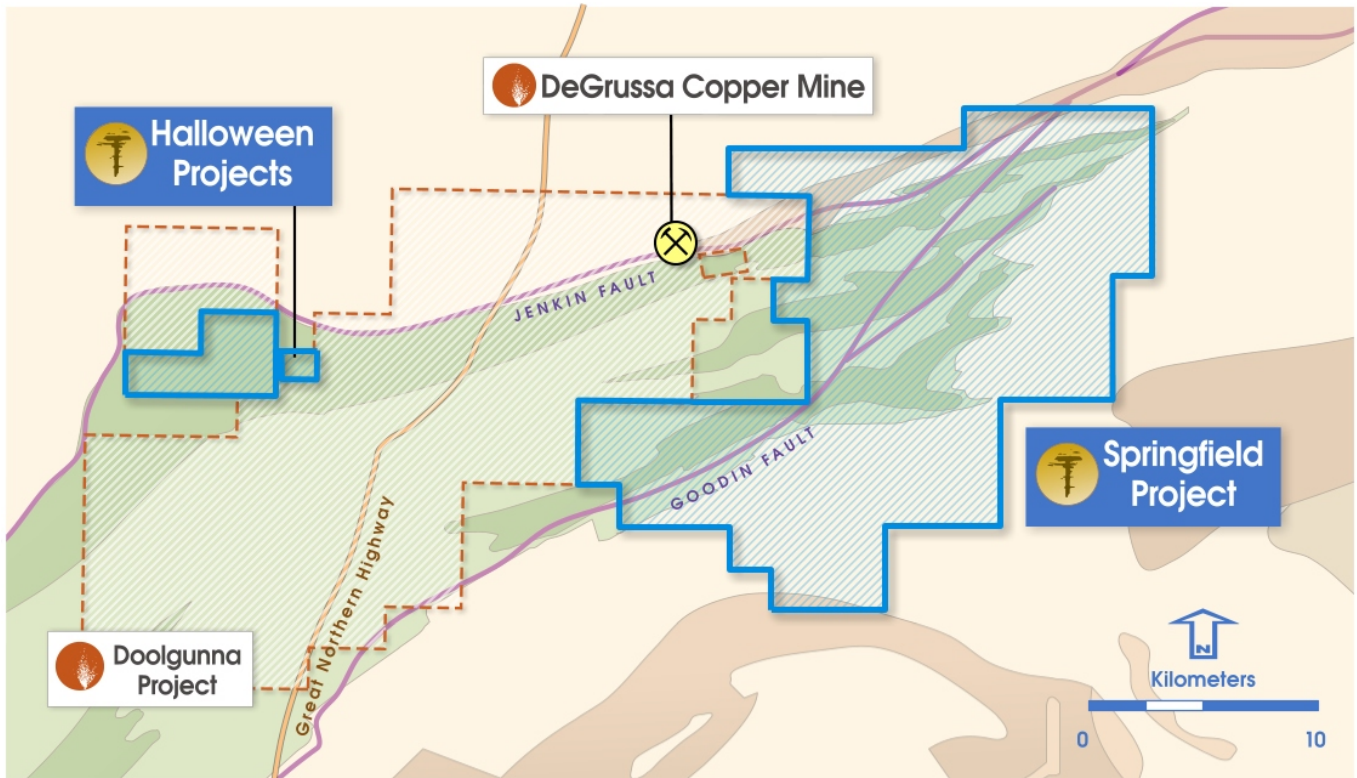 DeGrussa Copper Mine
Halloween
Projects
JENKIN FAULT
GOODIN FAULT
Springfield
Project
Great Northern Highway
Doolgunna
Project
N
Kilometers
0 10